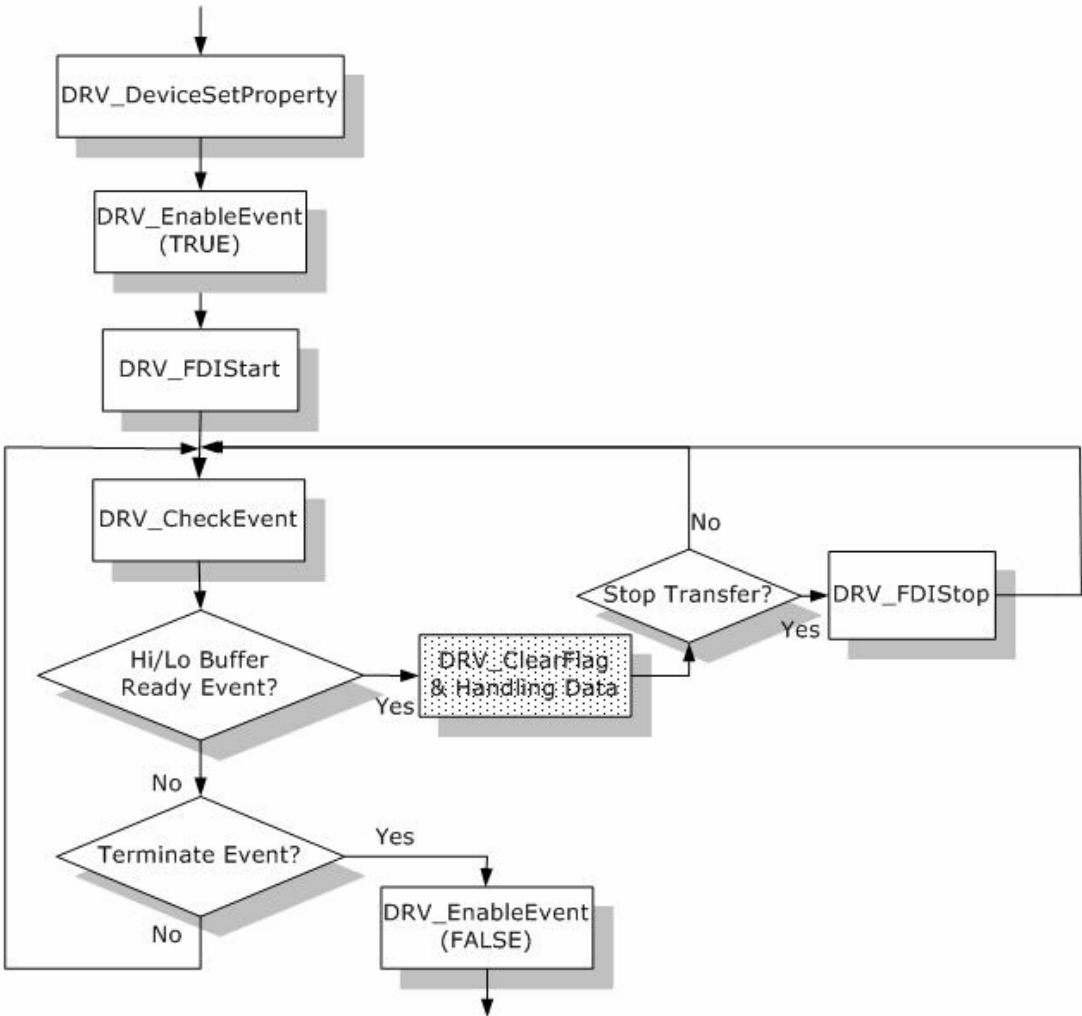 DRV_DeviceSetProperty
DRV_EnableEvent
(TRUE)
DRV_FDIStart
DRV_CheckEvent
No
Stop Transfer?
DRV_FDIStop
Yes
Hi/Lo Buffer
Ready Event?
DRV_ClearFlag
& Handling Data
Yes
No
Terminate Event?
Yes
DRV_EnableEvent
(FALSE)
No